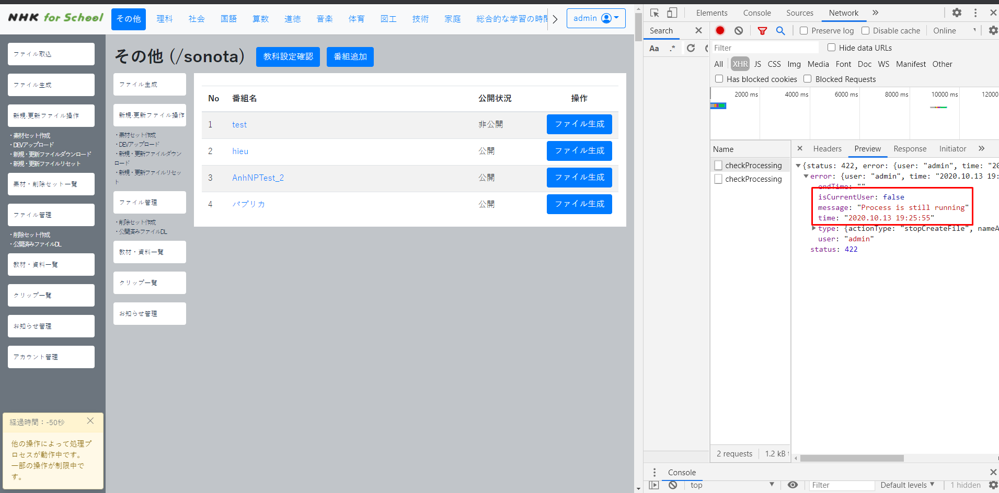 NHK for School
その他
理科
社会
国語
算数
道徳
音楽
体育
図工
技術
家庭
総合的な学習の時間
admin
ファイル取込
ファイル生成
新規·更新ファイル操作
・素材セット作成
・DEVアップロード
・新規・更新ファイルダウンロード
・新規・更新ファイルリセット
素材・削除セット一覧
ファイル管理
・削除セット作成
・公開済みファイルDL
教材・資料一覧
クリップ一覧
お知らせ管理
アカウント管理
経過時間：-50秒
他の操作によって処理プ
ロセスが動作中です。
一部の操作が制限中で
す。
その他 (/sonota)
教科設定確認
番組追加
ファイル生成
新規·更新ファイル操作
・素材セット作成
・DEVアップロード
・新規・更新ファイルダウン
ロード
・新規・更新ファイルリセッ
ト
ファイル管理
・削除セット作成
・公開済みファイルDL
教材・資料一覧
クリップ一覧
お知らせ管理
No 番組名 公開状況 操作
1 test 非公開 ファイル生成
2 hieu 公開 ファイル生成
3 AnhNPTest_2 公開 ファイル生成
4 パプリカ 公開 ファイル生成
Elements Console Sources Network
Search
Aa .*
Preserve log Disable cache Online
Filter Hide data URLs
All XHR JS CSS Img Media Font Doc WS Manifest Other
Has blocked cookies Blocked Requests
2000 ms 4000 ms 6000 ms 8000 ms 10000 ms 12000
Name
checkProcessing
checkProcessing
Headers Preview Response Initiator
{status: 422, error: {user: "admin", time: "20
error: {user: "admin", time: "2020.10.13 19:
endTime: ""
isCurrentUser: false
message: "Process is still running"
time: "2020.10.13 19:25:55"
type: {actionType: "stopCreateFile", nameA
user: "admin"
status: 422
2 requests 1.2 kB
Console
top Filter Default levels 1 hidden